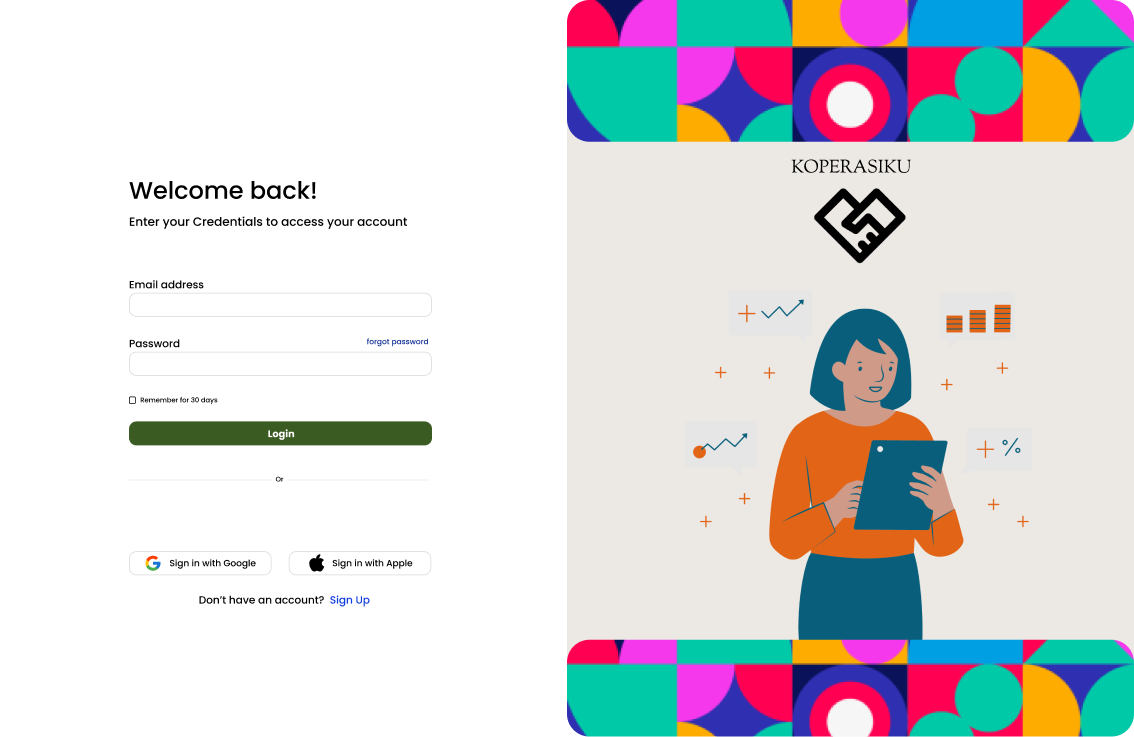 Welcome back!
Enter your Credentials to access your account
Email address
Password
forgot password
Remember for 30 days
Login
Or
Sign in with Google
Sign in with Apple
Don’t have an account? Sign Up
KOPERASIKU
%